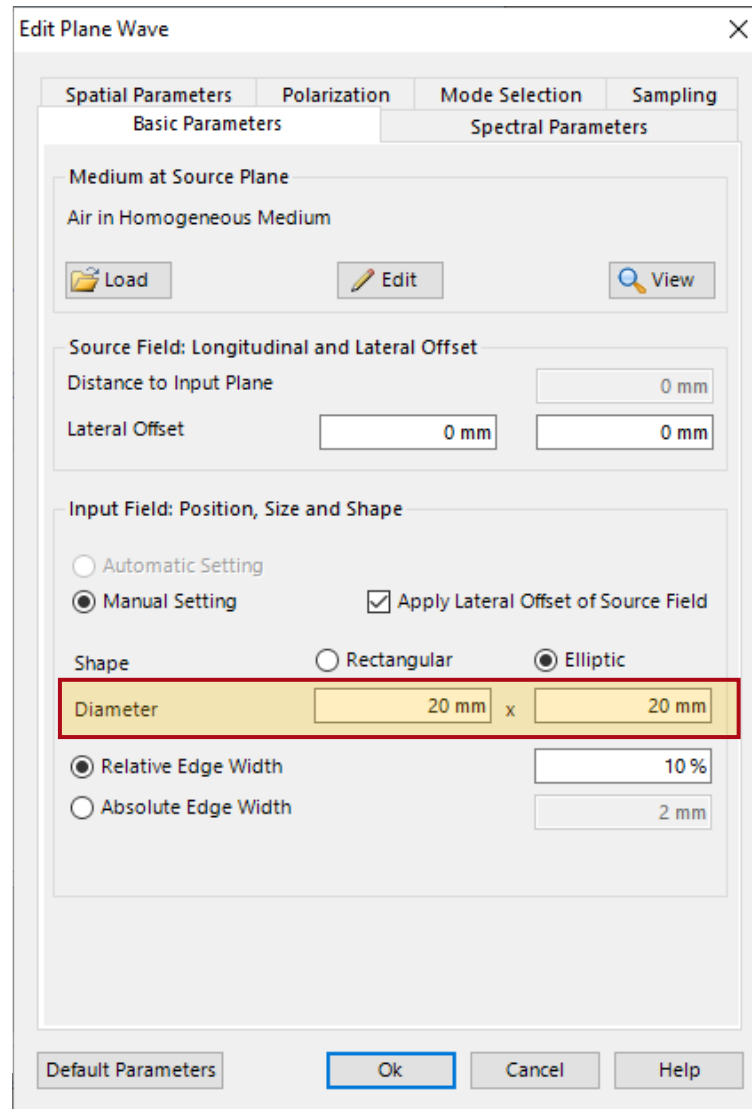 Edit Plane Wave
Spatial Parameters Polarization Mode Selection Sampling
Basic Parameters Spectral Parameters
Medium at Source Plane
Air in Homogeneous Medium
Load Edit View
Source Field: Longitudinal and Lateral Offset
Distance to Input Plane 0 mm
Lateral Offset 0 mm 0 mm
Input Field: Position, Size and Shape
Automatic Setting
Manual Setting Apply Lateral Offset of Source Field
Shape Rectangular Elliptic
Diameter 20 mm x 20 mm
Relative Edge Width 10 %
Absolute Edge Width 2 mm
Default Parameters Ok Cancel Help